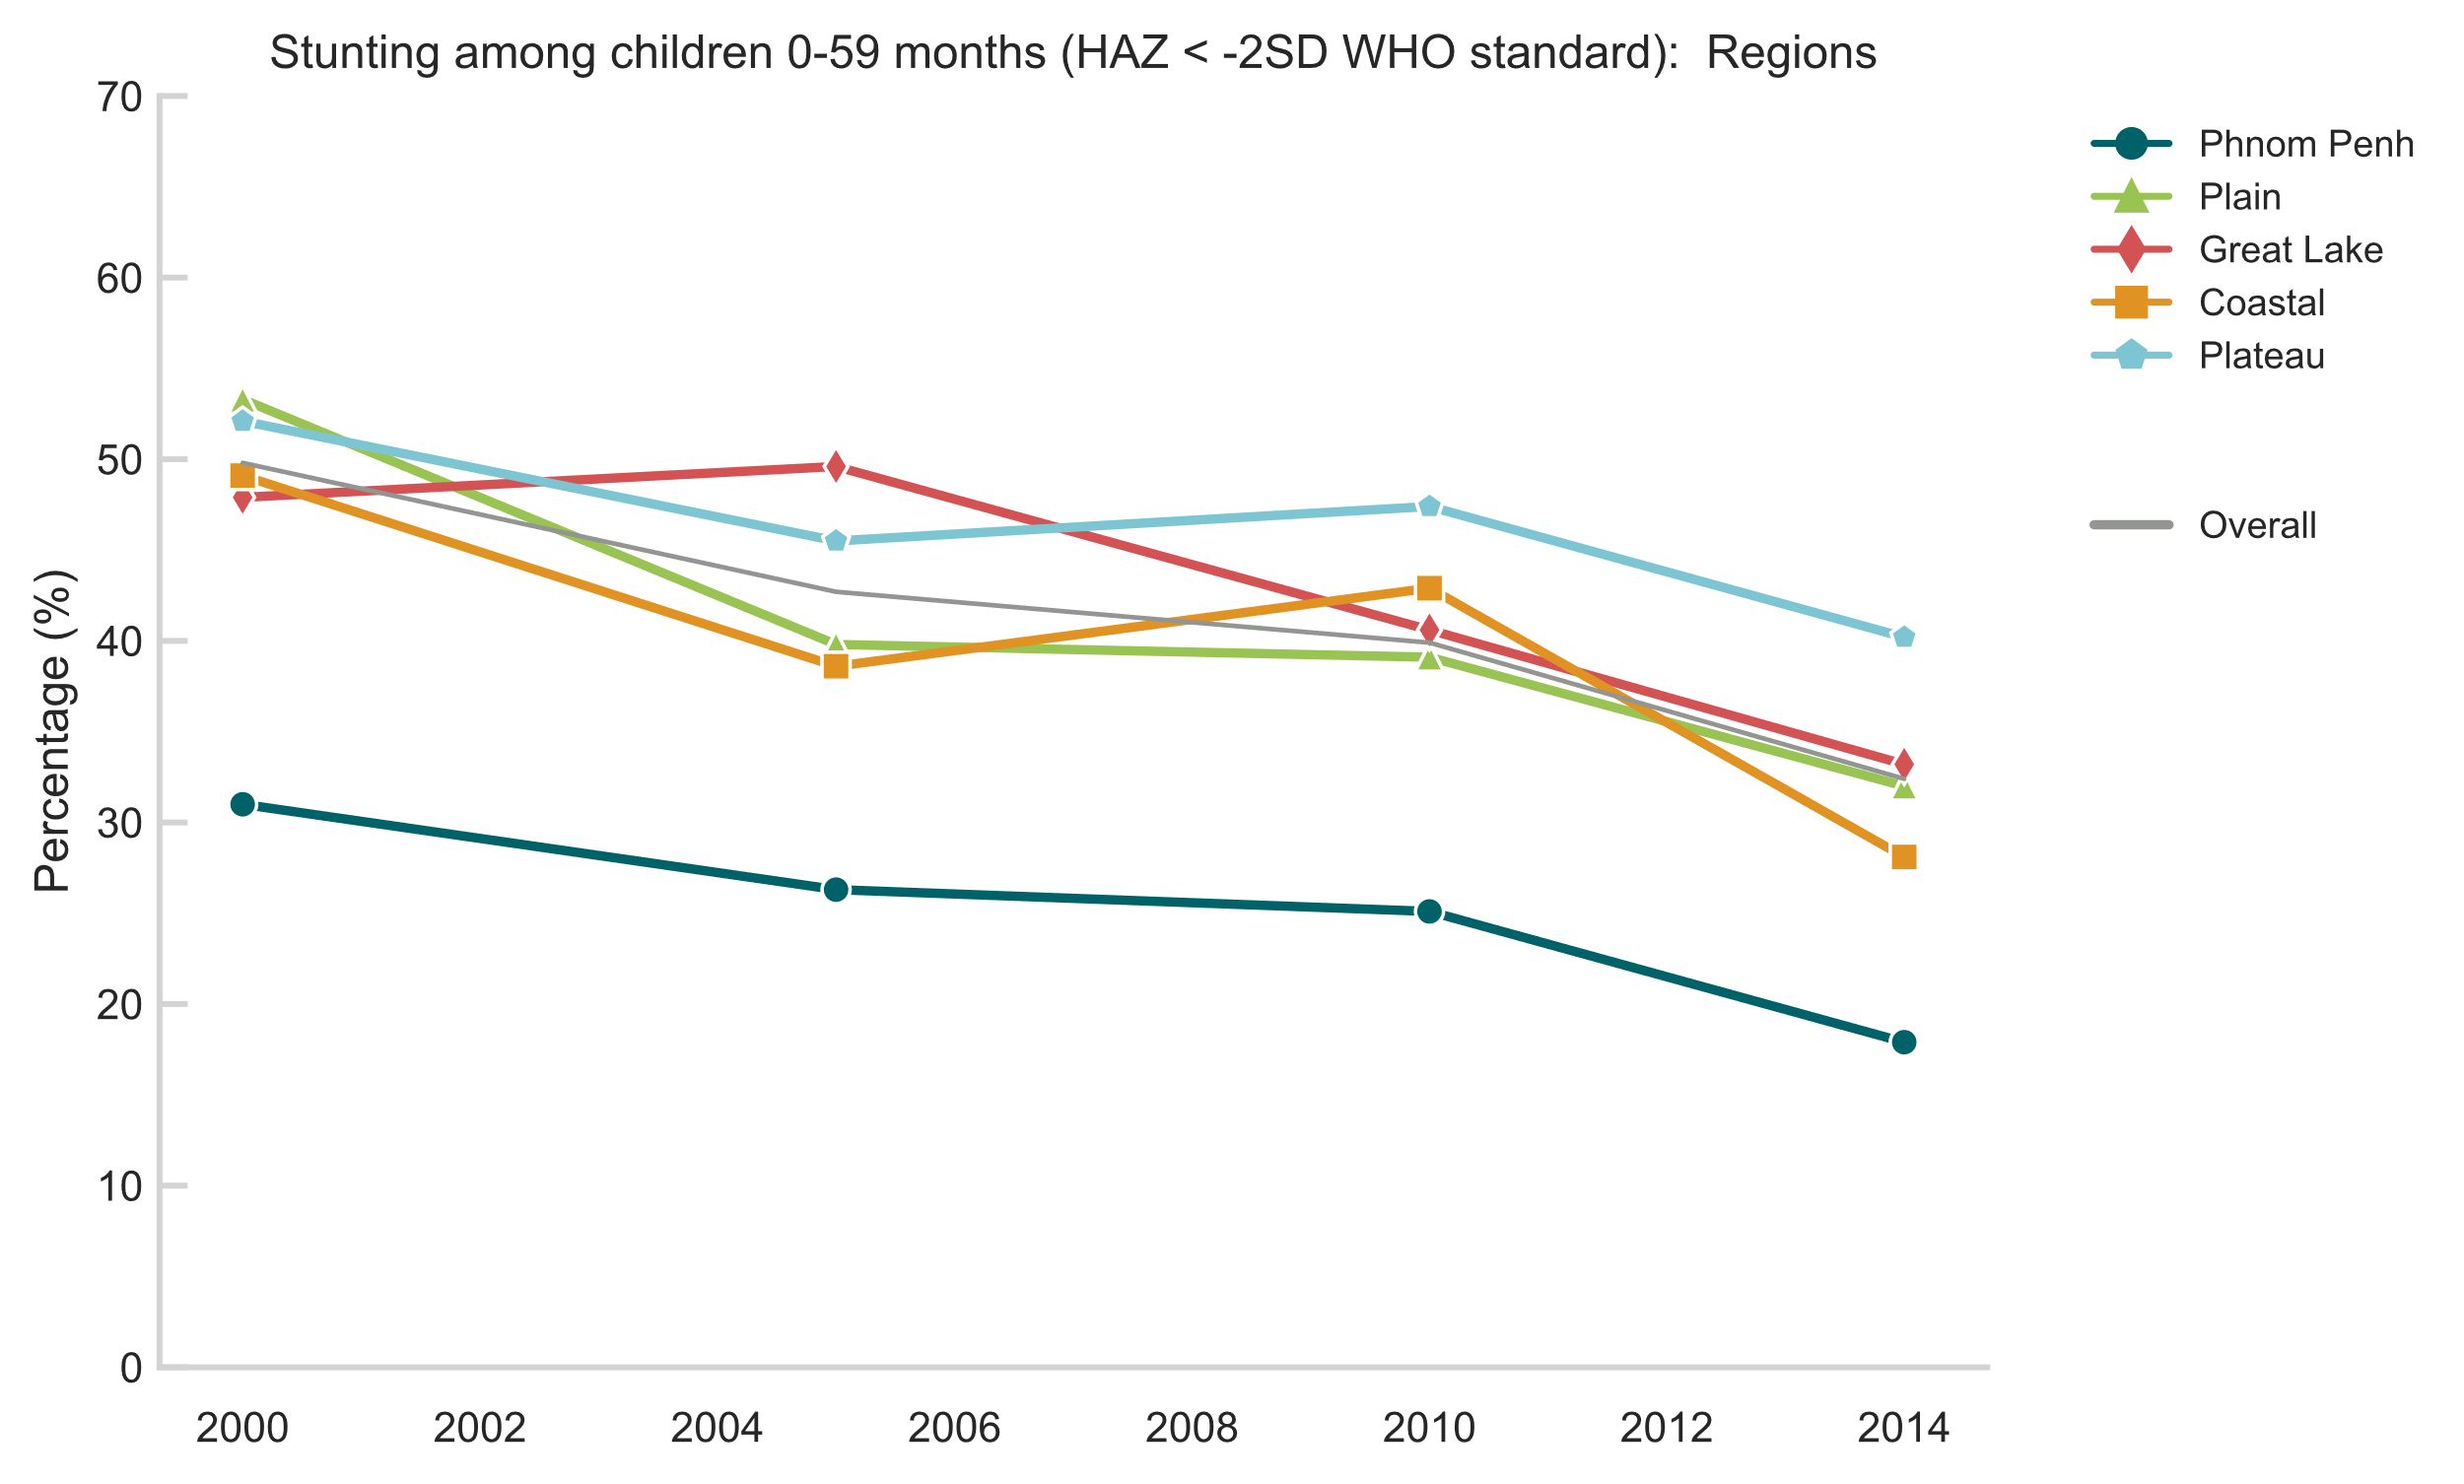 Stunting among children 0-59 months (HAZ < -2SD WHO standard):  Regions
Percentage (%)
70
60
50
40
30
20
10
0
2000 2002 2004 2006 2008 2010 2012 2014
Phnom Penh
Plain
Great Lake
Coastal
Plateau
Overall